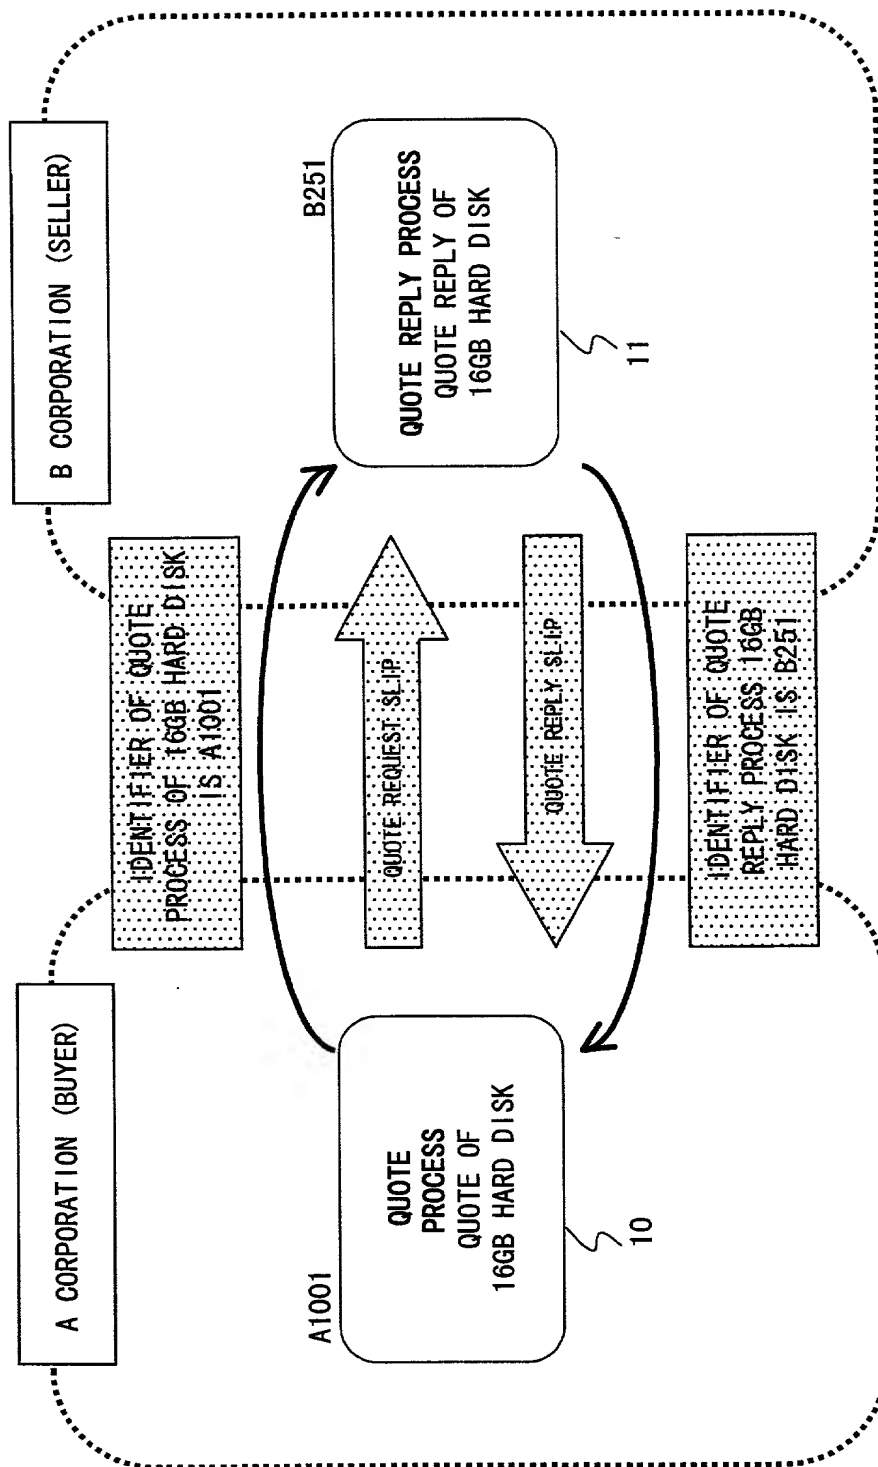 A CORPORATION (BUYER)
A1001
QUOTE
PROCESS
QUOTE OF
16GB HARD DISK
10
IDENTIFIER OF QUOTE
PROCESS OF 16GB HARD DISK
IS A1001
QUOTE REQUEST SLIP
QUOTE REPLY SLIP
IDENTIFIER OF QUOTE
REPLY PROCESS 16GB
HARD DISK IS B251
B CORPORATION (SELLER)
B251
QUOTE REPLY PROCESS
QUOTE REPLY OF
16GB HARD DISK
11